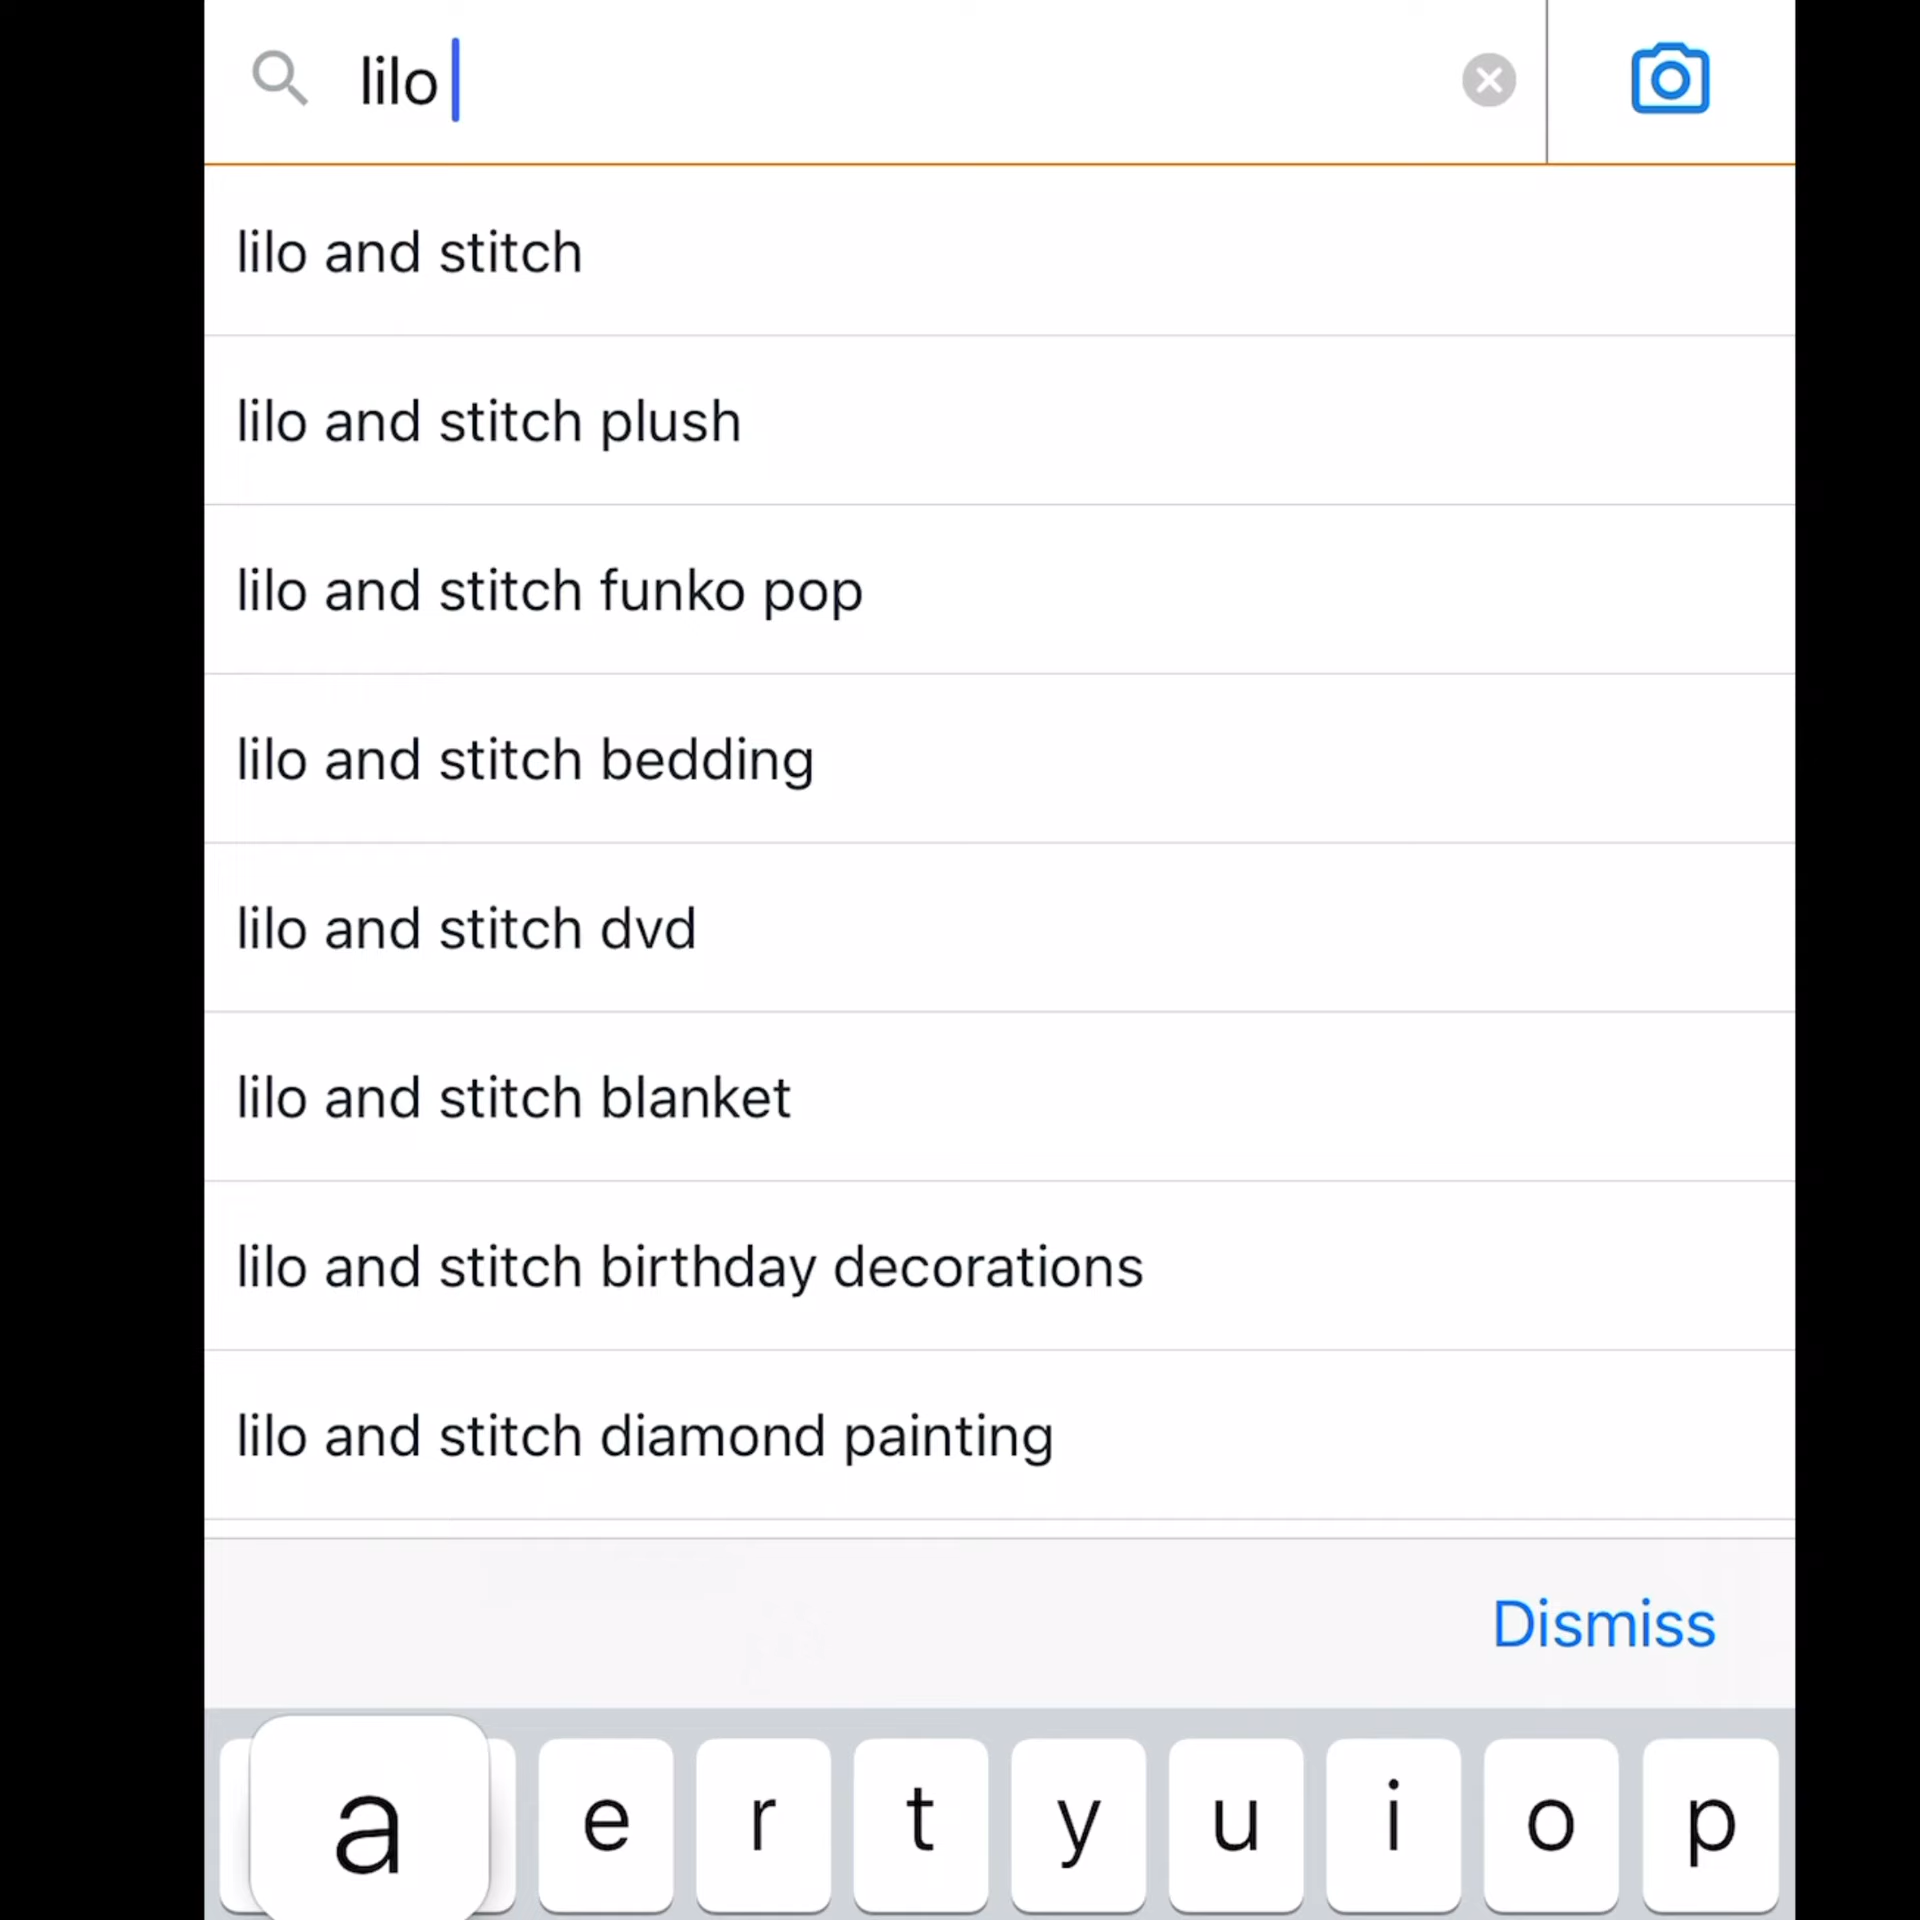 lilo
lilo and stitch
lilo and stitch plush
lilo and stitch funko pop
lilo and stitch bedding
lilo and stitch dvd
lilo and stitch blanket
lilo and stitch birthday decorations
lilo and stitch diamond painting
Dismiss
a e r t y u i o p